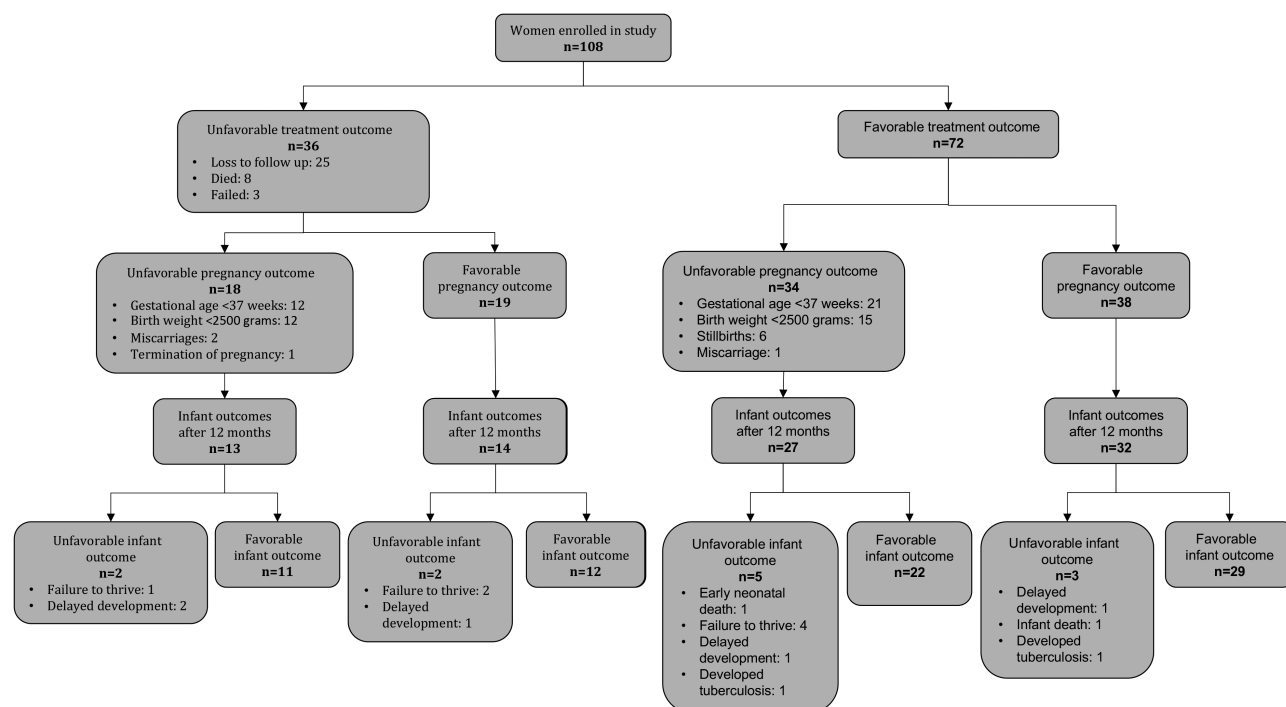 Women enrolled in study
n=108
Unfavorable treatment outcome
n=36
• Loss to follow up: 25
• Died: 8
• Failed: 3
Favorable treatment outcome
n=72
Unfavorable pregnancy outcome
n=18
• Gestational age <37 weeks: 12
• Birth weight <2500 grams: 12
• Miscarriages: 2
• Termination of pregnancy: 1
Favorable
pregnancy outcome
n=19
Unfavorable pregnancy outcome
n=34
• Gestational age <37 weeks: 21
• Birth weight <2500 grams: 15
• Stillbirths: 6
• Miscarriage: 1
Favorable
pregnancy outcome
n=38
Infant outcomes
after 12 months
n=13
Infant outcomes
after 12 months
n=14
Infant outcomes
after 12 months
n=27
Infant outcomes
after 12 months
n=32
Unfavorable infant
outcome
n=2
• Failure to thrive: 1
• Delayed development: 2
Favorable
infant outcome
n=11
Unfavorable infant
outcome
n=2
• Failure to thrive: 2
• Delayed
development: 1
Favorable
infant outcome
n=12
Unfavorable infant
outcome
n=5
• Early neonatal
death: 1
• Failure to thrive: 4
• Delayed
development: 1
• Developed
tuberculosis: 1
Favorable
infant outcome
n=22
Unfavorable infant
outcome
n=3
• Delayed
development: 1
• Infant death: 1
• Developed
tuberculosis: 1
Favorable
infant outcome
n=29